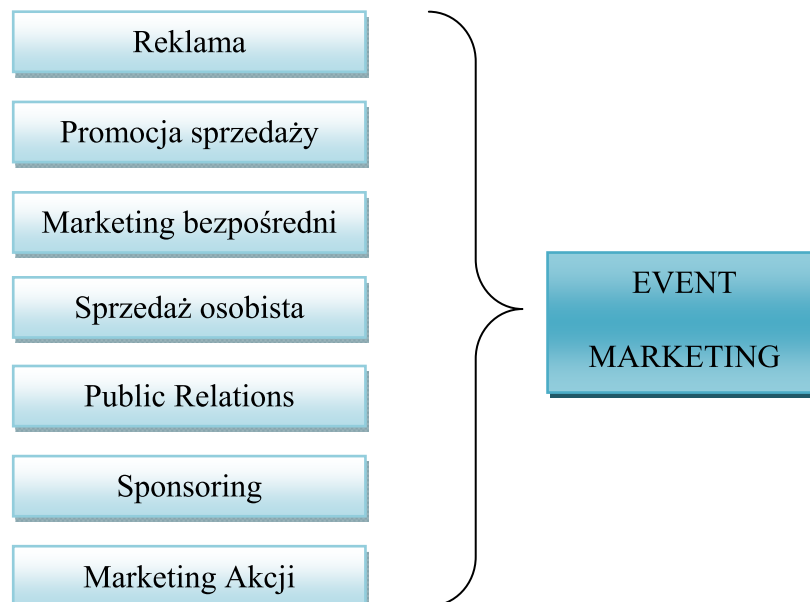 Reklama
Promocja sprzedaży
Marketing bezpośredni
Sprzedaż osobista
Public Relations
Sponsoring
Marketing Akcji
EVENT
MARKETING